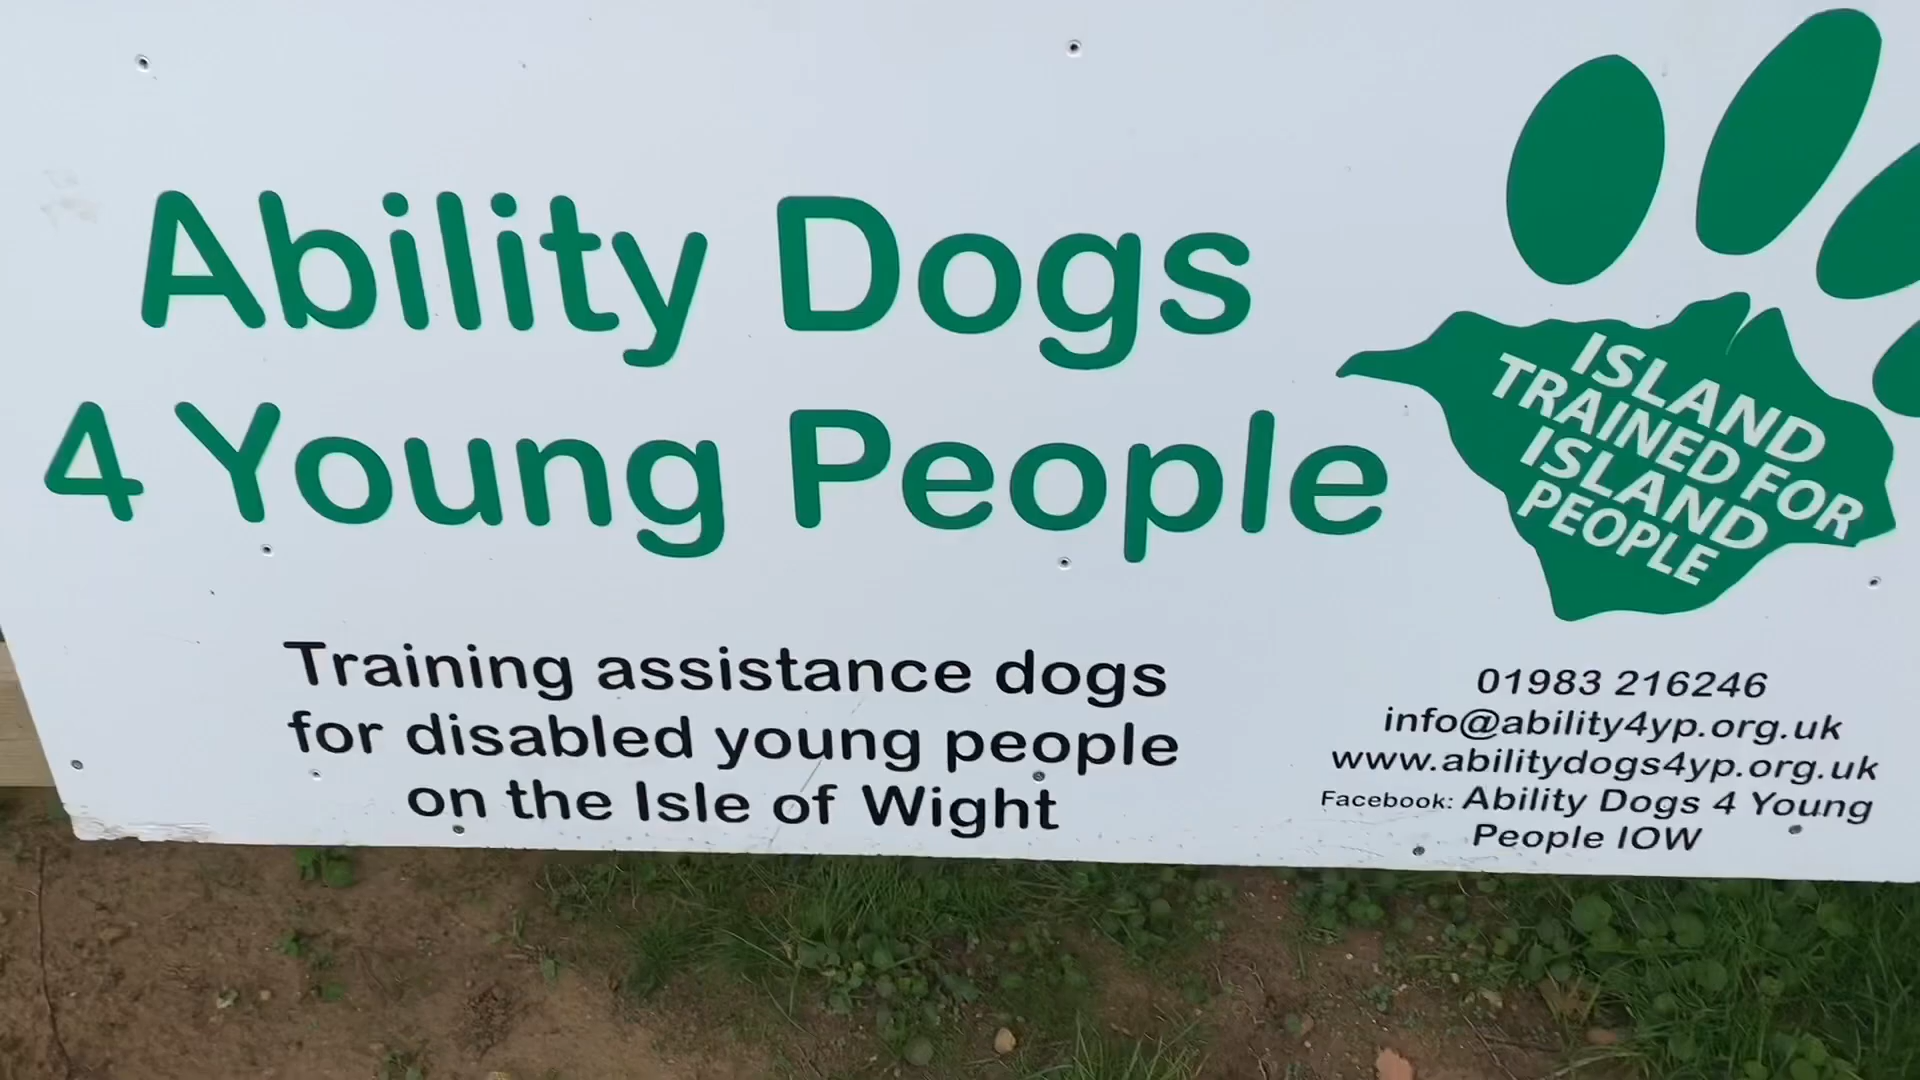 Ability Dogs
4 Young People
ISLAND
TRAINED FOR
ISLAND
PEOPLE
Training assistance dogs
for disabled young people
on the Isle of Wight
01983 216246
info@ability4yp.org.uk
www.abilitydogs4yp.org.uk
Facebook: Ability Dogs 4 Young
People IOW